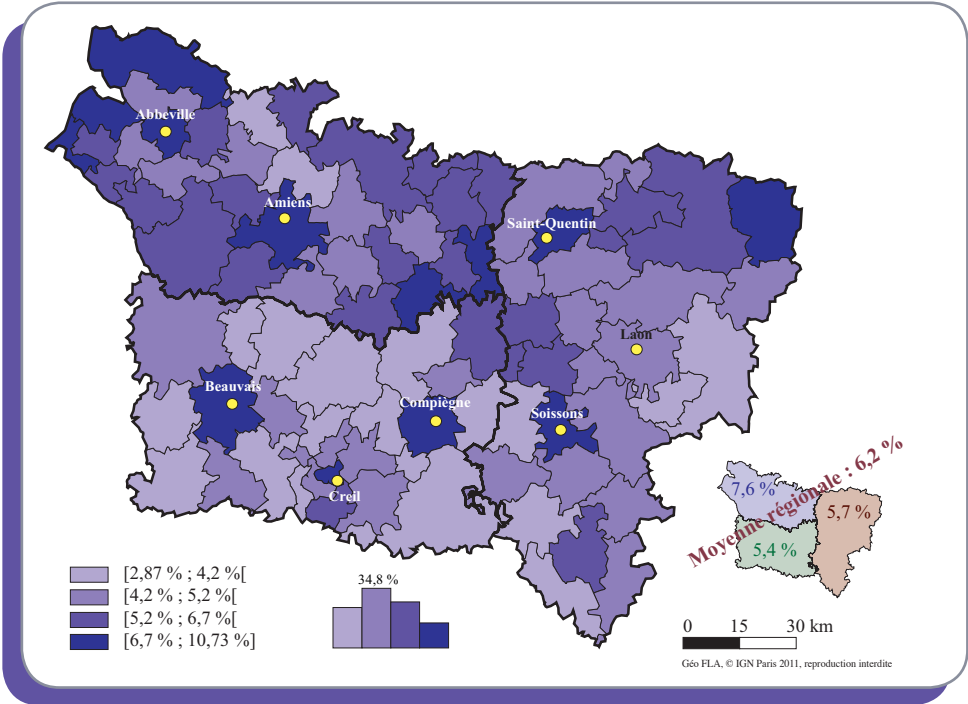 Abbeville
Amiens
Saint-Quentin
Laon
Beauvais
Compiègne
Soissons
Creil
Moyenne régionale : 6,2 %
7,6 %
5,7 %
5,4 %
[2,87 % ; 4,2 %[
[4,2 % ; 5,2 %[
[5,2 % ; 6,7 %[
[6,7 % ; 10,73 %]
34,8 %
0 15 30 km
Géo FLA, © IGN Paris 2011, reproduction interdite